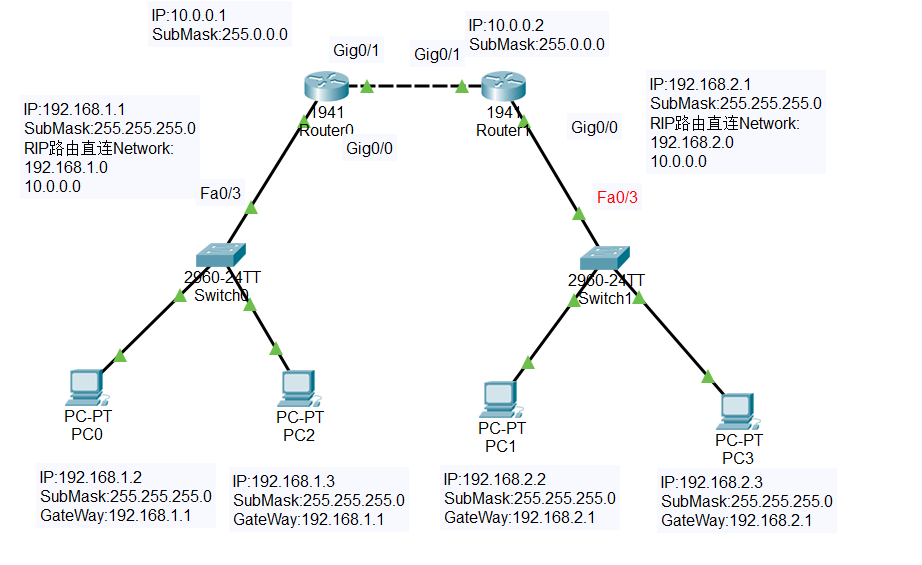 IP:10.0.0.1
SubMask:255.0.0.0
IP:10.0.0.2
SubMask:255.0.0.0
Gig0/1
Gig0/1
1941
Router0
1941
Router1
Gig0/0
Gig0/0
IP:192.168.1.1
SubMask:255.255.255.0
RIP路由直连Network:
192.168.1.0
10.0.0.0
IP:192.168.2.1
SubMask:255.255.255.0
RIP路由直连Network:
192.168.2.0
10.0.0.0
Fa0/3
Fa0/3
2960-24TT
Switch0
2960-24TT
Switch1
PC-PT
PC0
PC-PT
PC2
PC-PT
PC1
PC-PT
PC3
IP:192.168.1.2
SubMask:255.255.255.0
GateWay:192.168.1.1
IP:192.168.1.3
SubMask:255.255.255.0
GateWay:192.168.1.1
IP:192.168.2.2
SubMask:255.255.255.0
GateWay:192.168.2.1
IP:192.168.2.3
SubMask:255.255.255.0
GateWay:192.168.2.1